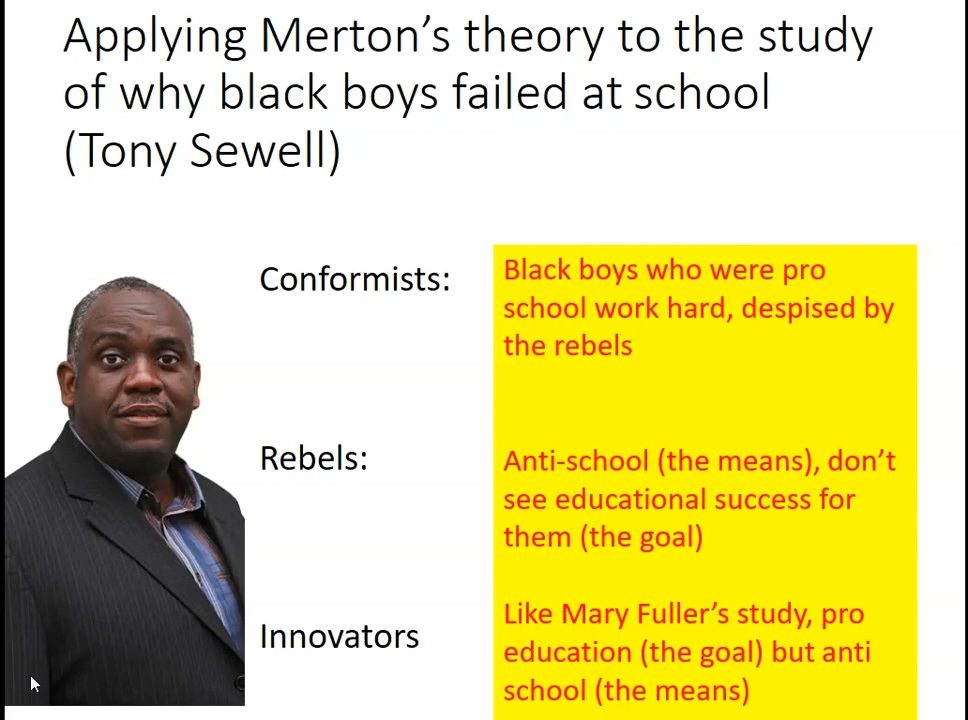 Applying Merton’s theory to the study
of why black boys failed at school
(Tony Sewell)
Conformists:
Black boys who were pro
school work hard, despised by
the rebels
Rebels:
Anti-school (the means), don’t
see educational success for
them (the goal)
Innovators
Like Mary Fuller’s study, pro
education (the goal) but anti
school (the means)